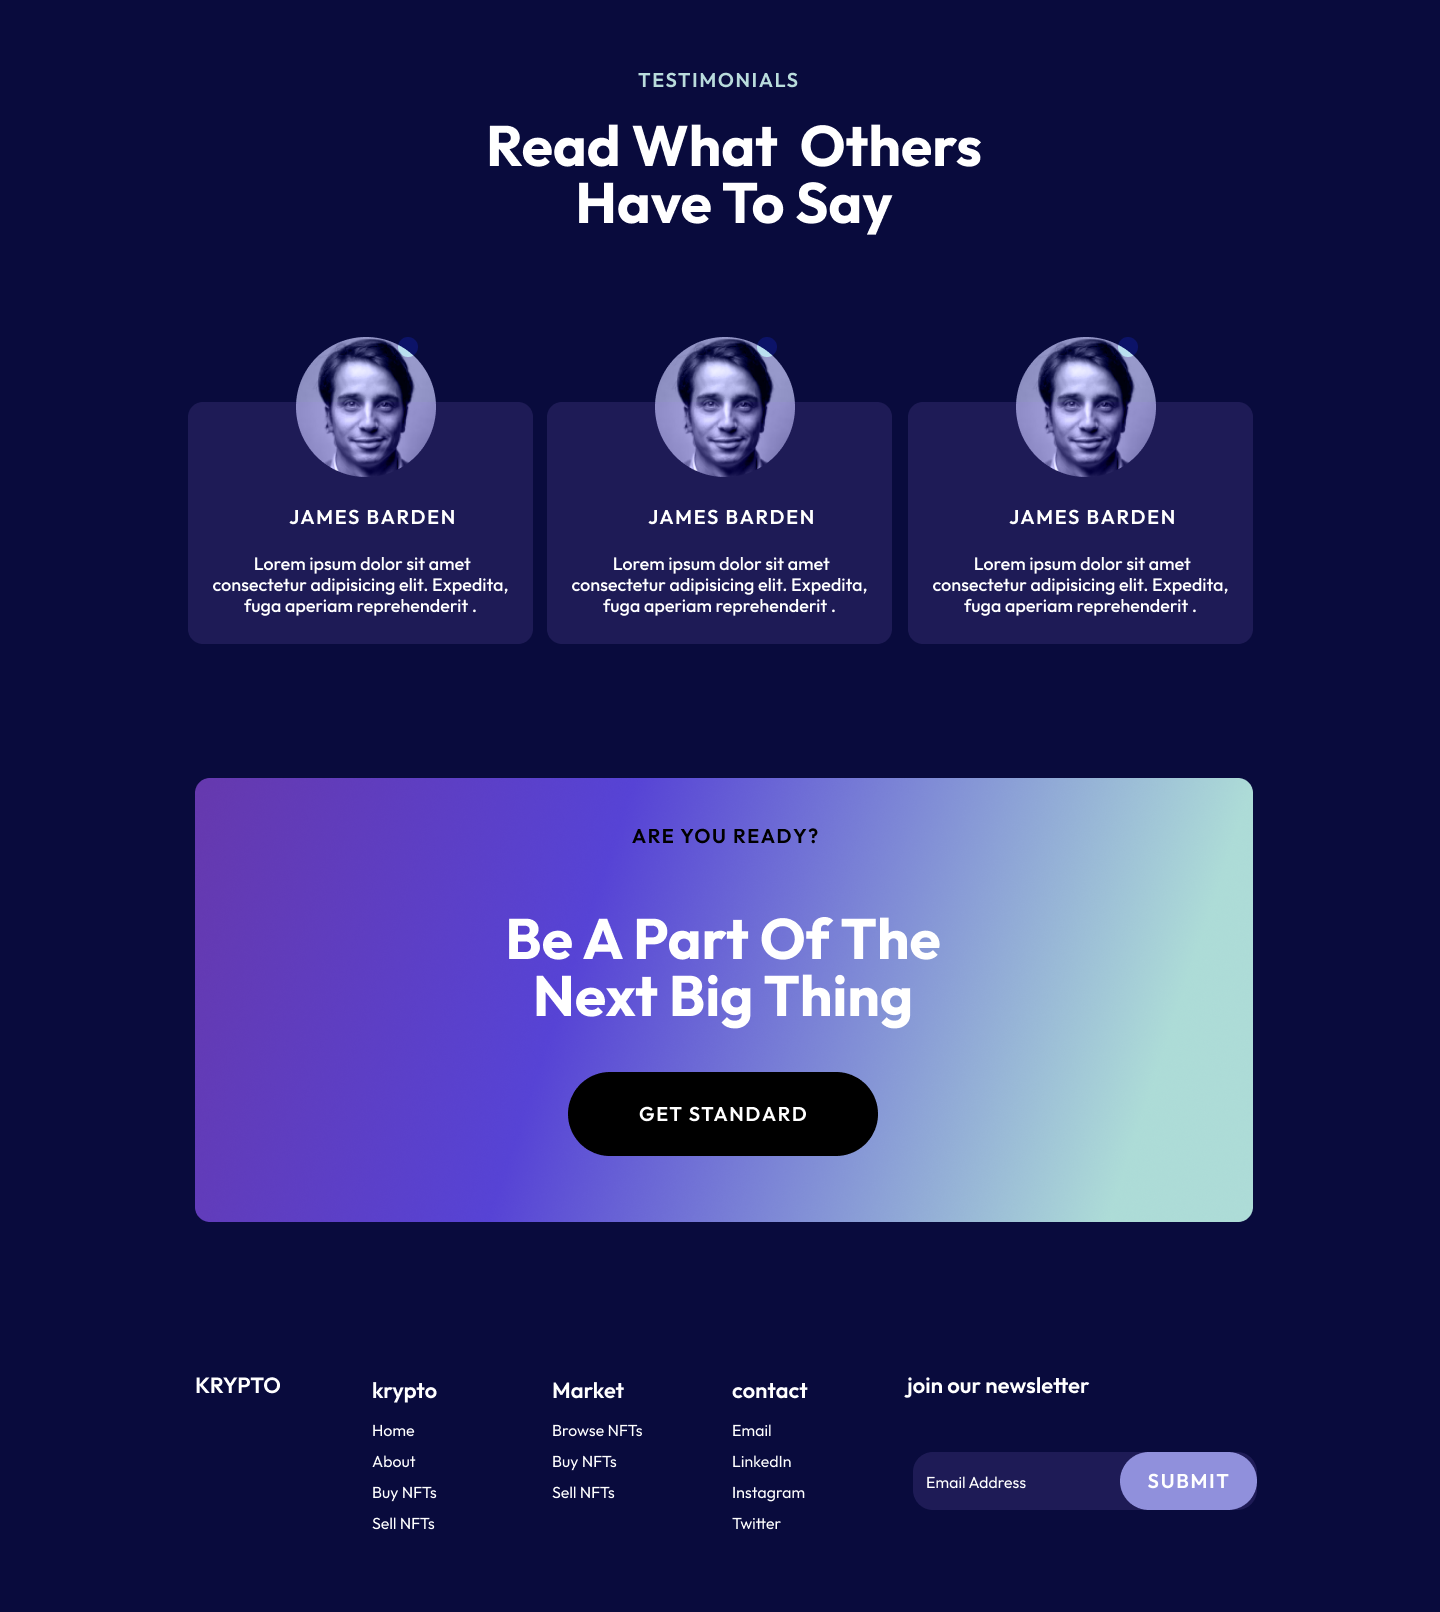 TESTIMONIALS
Read What  Others
Have To Say
JAMES BARDEN
Lorem ipsum dolor sit amet
consectetur adipisicing elit. Expedita,
fuga aperiam reprehenderit .
JAMES BARDEN
Lorem ipsum dolor sit amet
consectetur adipisicing elit. Expedita,
fuga aperiam reprehenderit .
JAMES BARDEN
Lorem ipsum dolor sit amet
consectetur adipisicing elit. Expedita,
fuga aperiam reprehenderit .
ARE YOU READY?
Be A Part Of The
Next Big Thing
GET STANDARD
KRYPTO
krypto
Home
About
Buy NFTs
Sell NFTs
Market
Browse NFTs
Buy NFTs
Sell NFTs
contact
Email
LinkedIn
Instagram
Twitter
join our newsletter
Email Address
SUBMIT